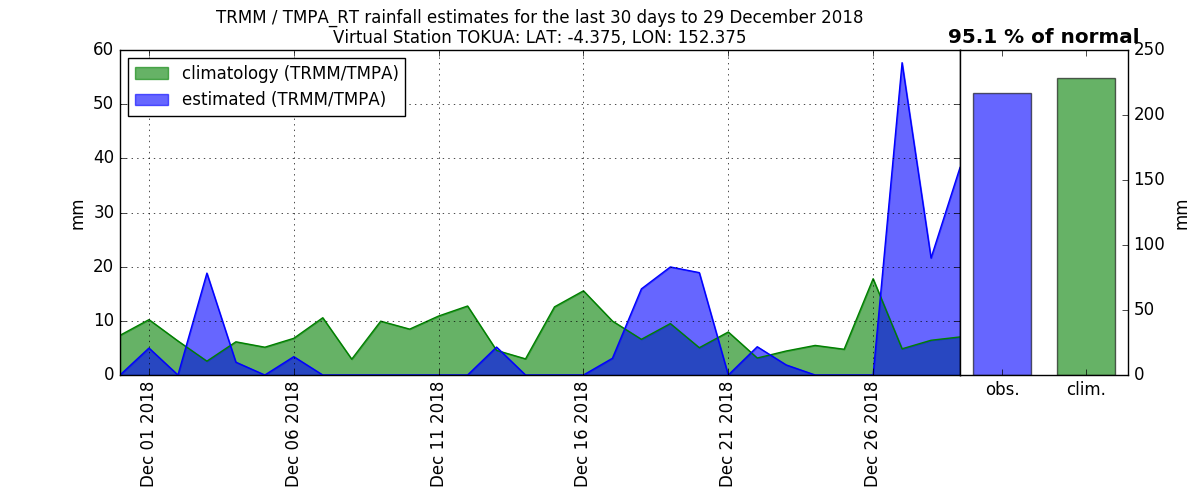 TRMM / TMPA_RT rainfall estimates for the last 30 days to 29 December 2018
Virtual Station TOKUA: LAT: -4.375, LON: 152.375
95.1 % of normal
climatology (TRMM/TMPA)
estimated (TRMM/TMPA)
mm
60
50
40
30
20
10
0
Dec 01 2018
Dec 06 2018
Dec 11 2018
Dec 16 2018
Dec 21 2018
Dec 26 2018
obs.
clim.
250
200
150
100
50
0
mm